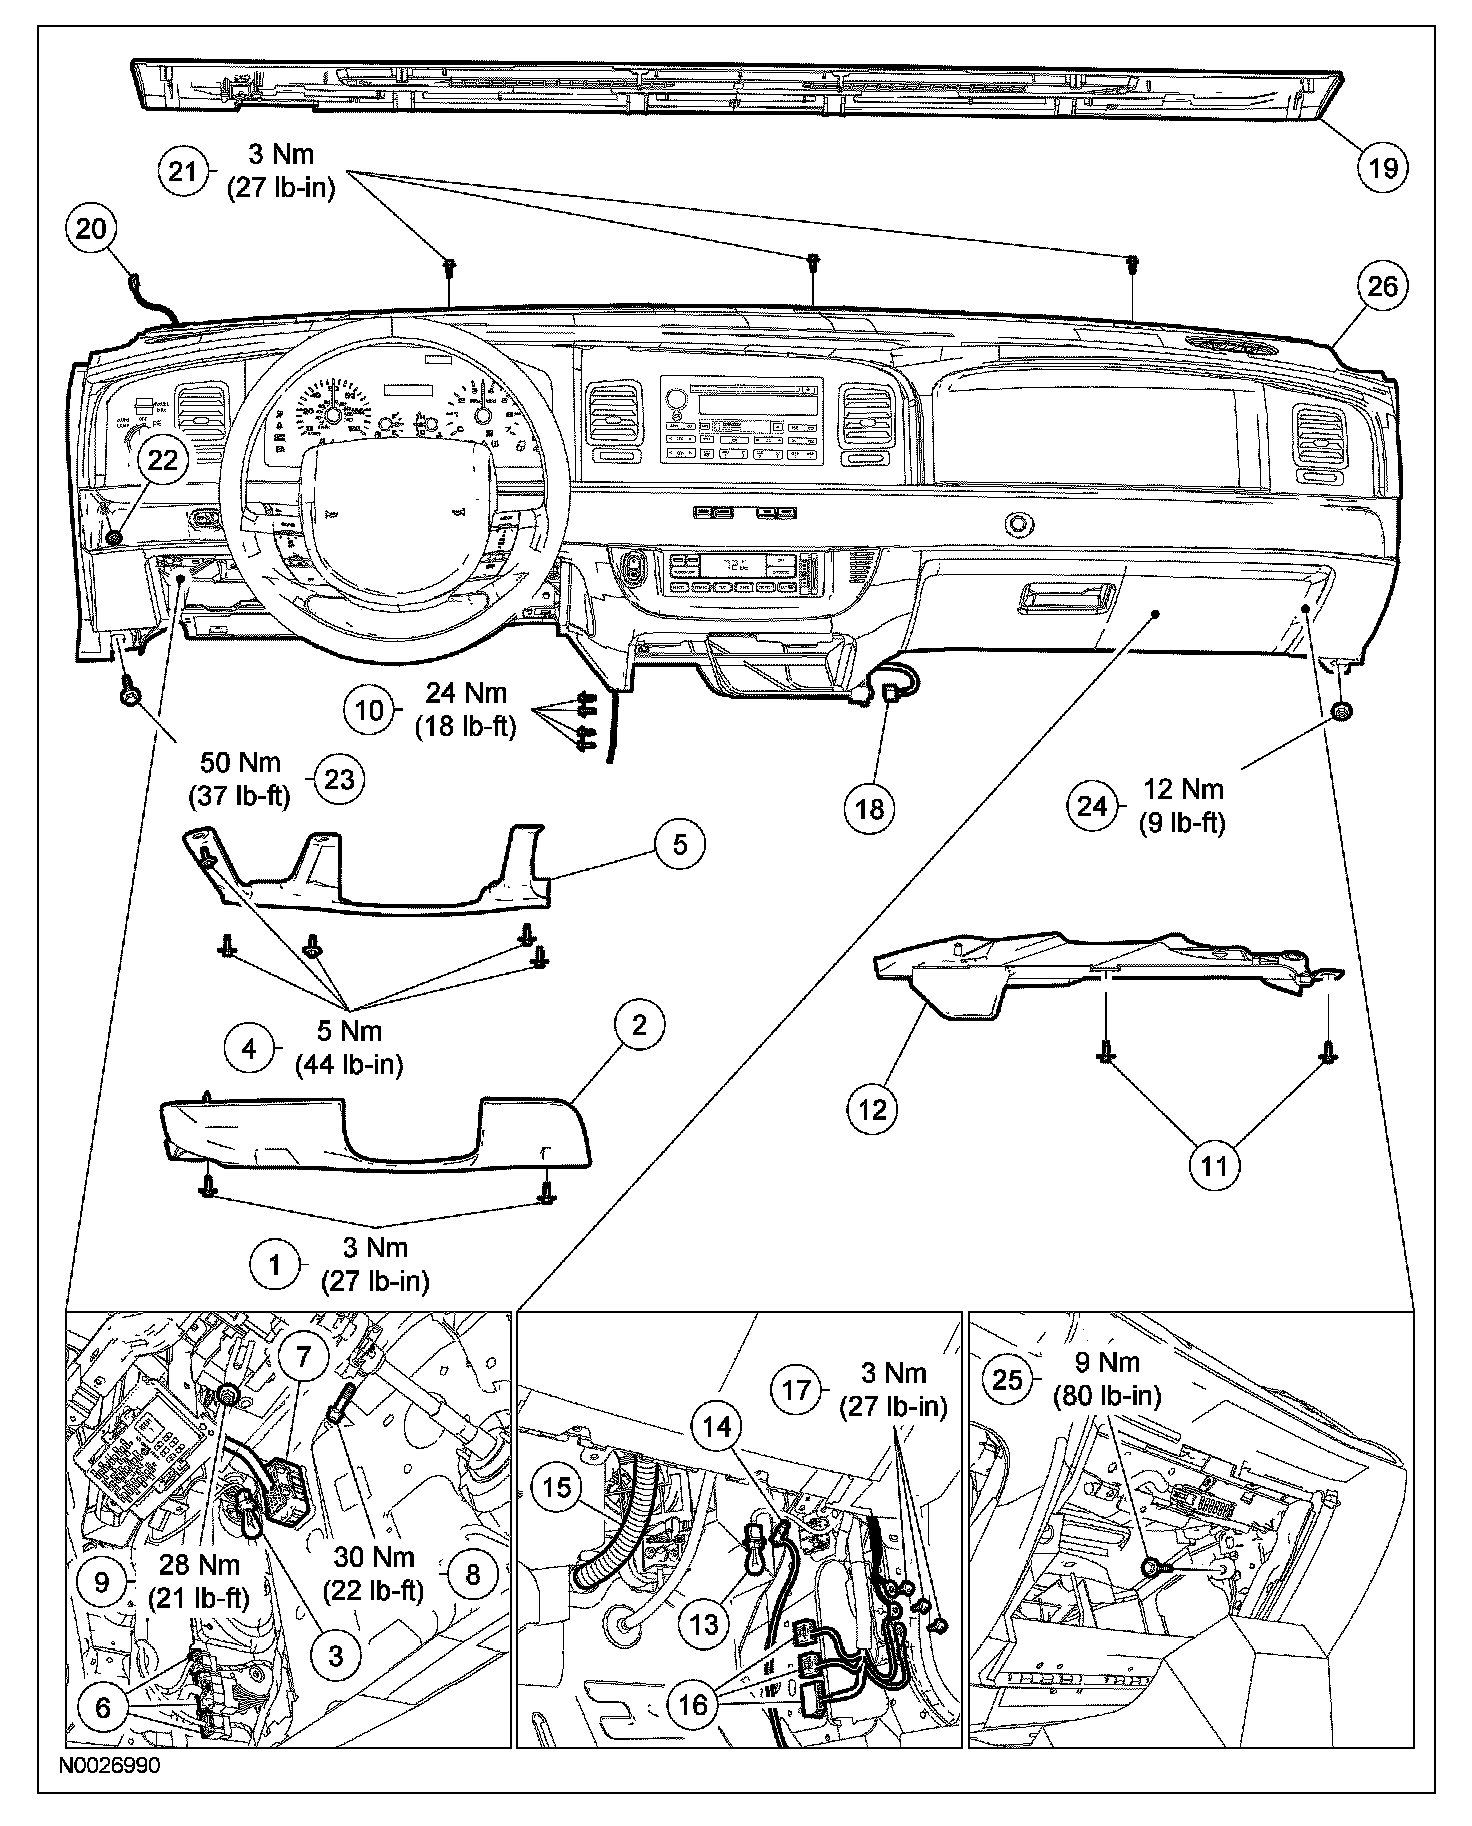 19
21
3 Nm
(27 lb-in)
20
26
22
72
10
24 Nm
(18 lb-ft)
50 Nm
(37 lb-ft)
23
18
24
12 Nm
(9 lb-ft)
5
4
5 Nm
(44 lb-in)
2
12
11
1
3 Nm
(27 lb-in)
7
9
28 Nm
(21 lb-ft)
30 Nm
(22 lb-ft)
8
3
6
17
3 Nm
(27 lb-in)
14
15
13
16
25
9 Nm
(80 lb-in)
N0026990